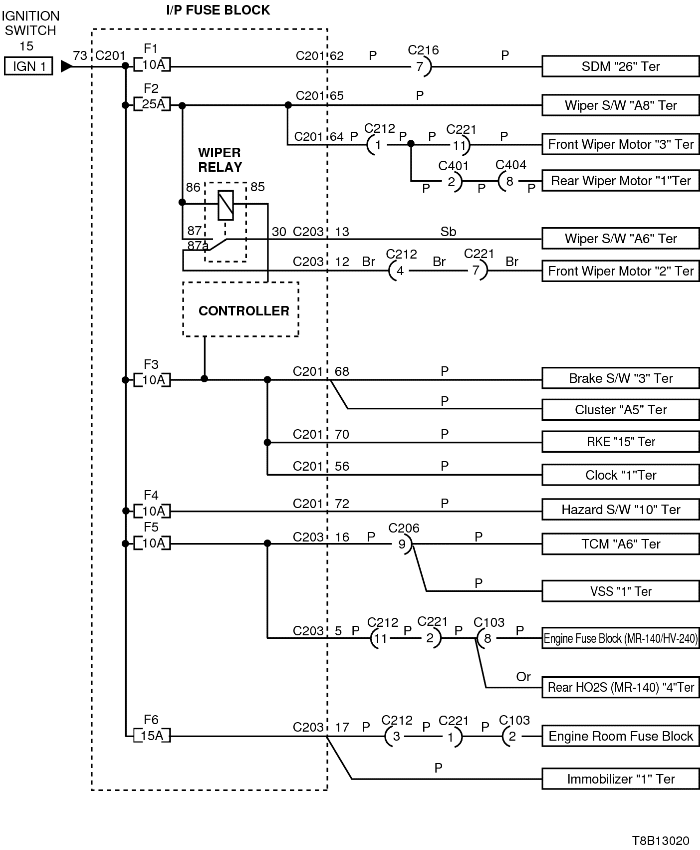 I/P FUSE BLOCK
IGNITION
SWITCH
15
IGN 1
73 C201
F1
10A
C201 62 P C216 7 P SDM "26" Ter
F2
25A
C201 65 P Wiper S/W "A8" Ter
C201 64 P C212 1 P P C221 11 P Front Wiper Motor "3" Ter
P C401 2 P C404 8 P Rear Wiper Motor "1"Ter
WIPER
RELAY
86 85
87 30 C203 13 Sb Wiper S/W "A6" Ter
87a
C203 12 Br C212 4 Br C221 7 Br Front Wiper Motor "2" Ter
CONTROLLER
F3
10A
C201 68 P Brake S/W "3" Ter
P Cluster "A5" Ter
C201 70 P RKE "15" Ter
C201 56 P Clock "1"Ter
F4
10A
C201 72 P Hazard S/W "10" Ter
F5
10A
C203 16 P C206 9 P TCM "A6" Ter
P VSS "1" Ter
C203 5 P C212 11 P C221 2 P C103 8 P Engine Fuse Block (MR-140/HV-240)
Or Rear HO2S (MR-140) "4"Ter
F6
15A
C203 17 P C212 3 P C221 1 P C103 2 Engine Room Fuse Block
P Immobilizer "1" Ter
T8B13020